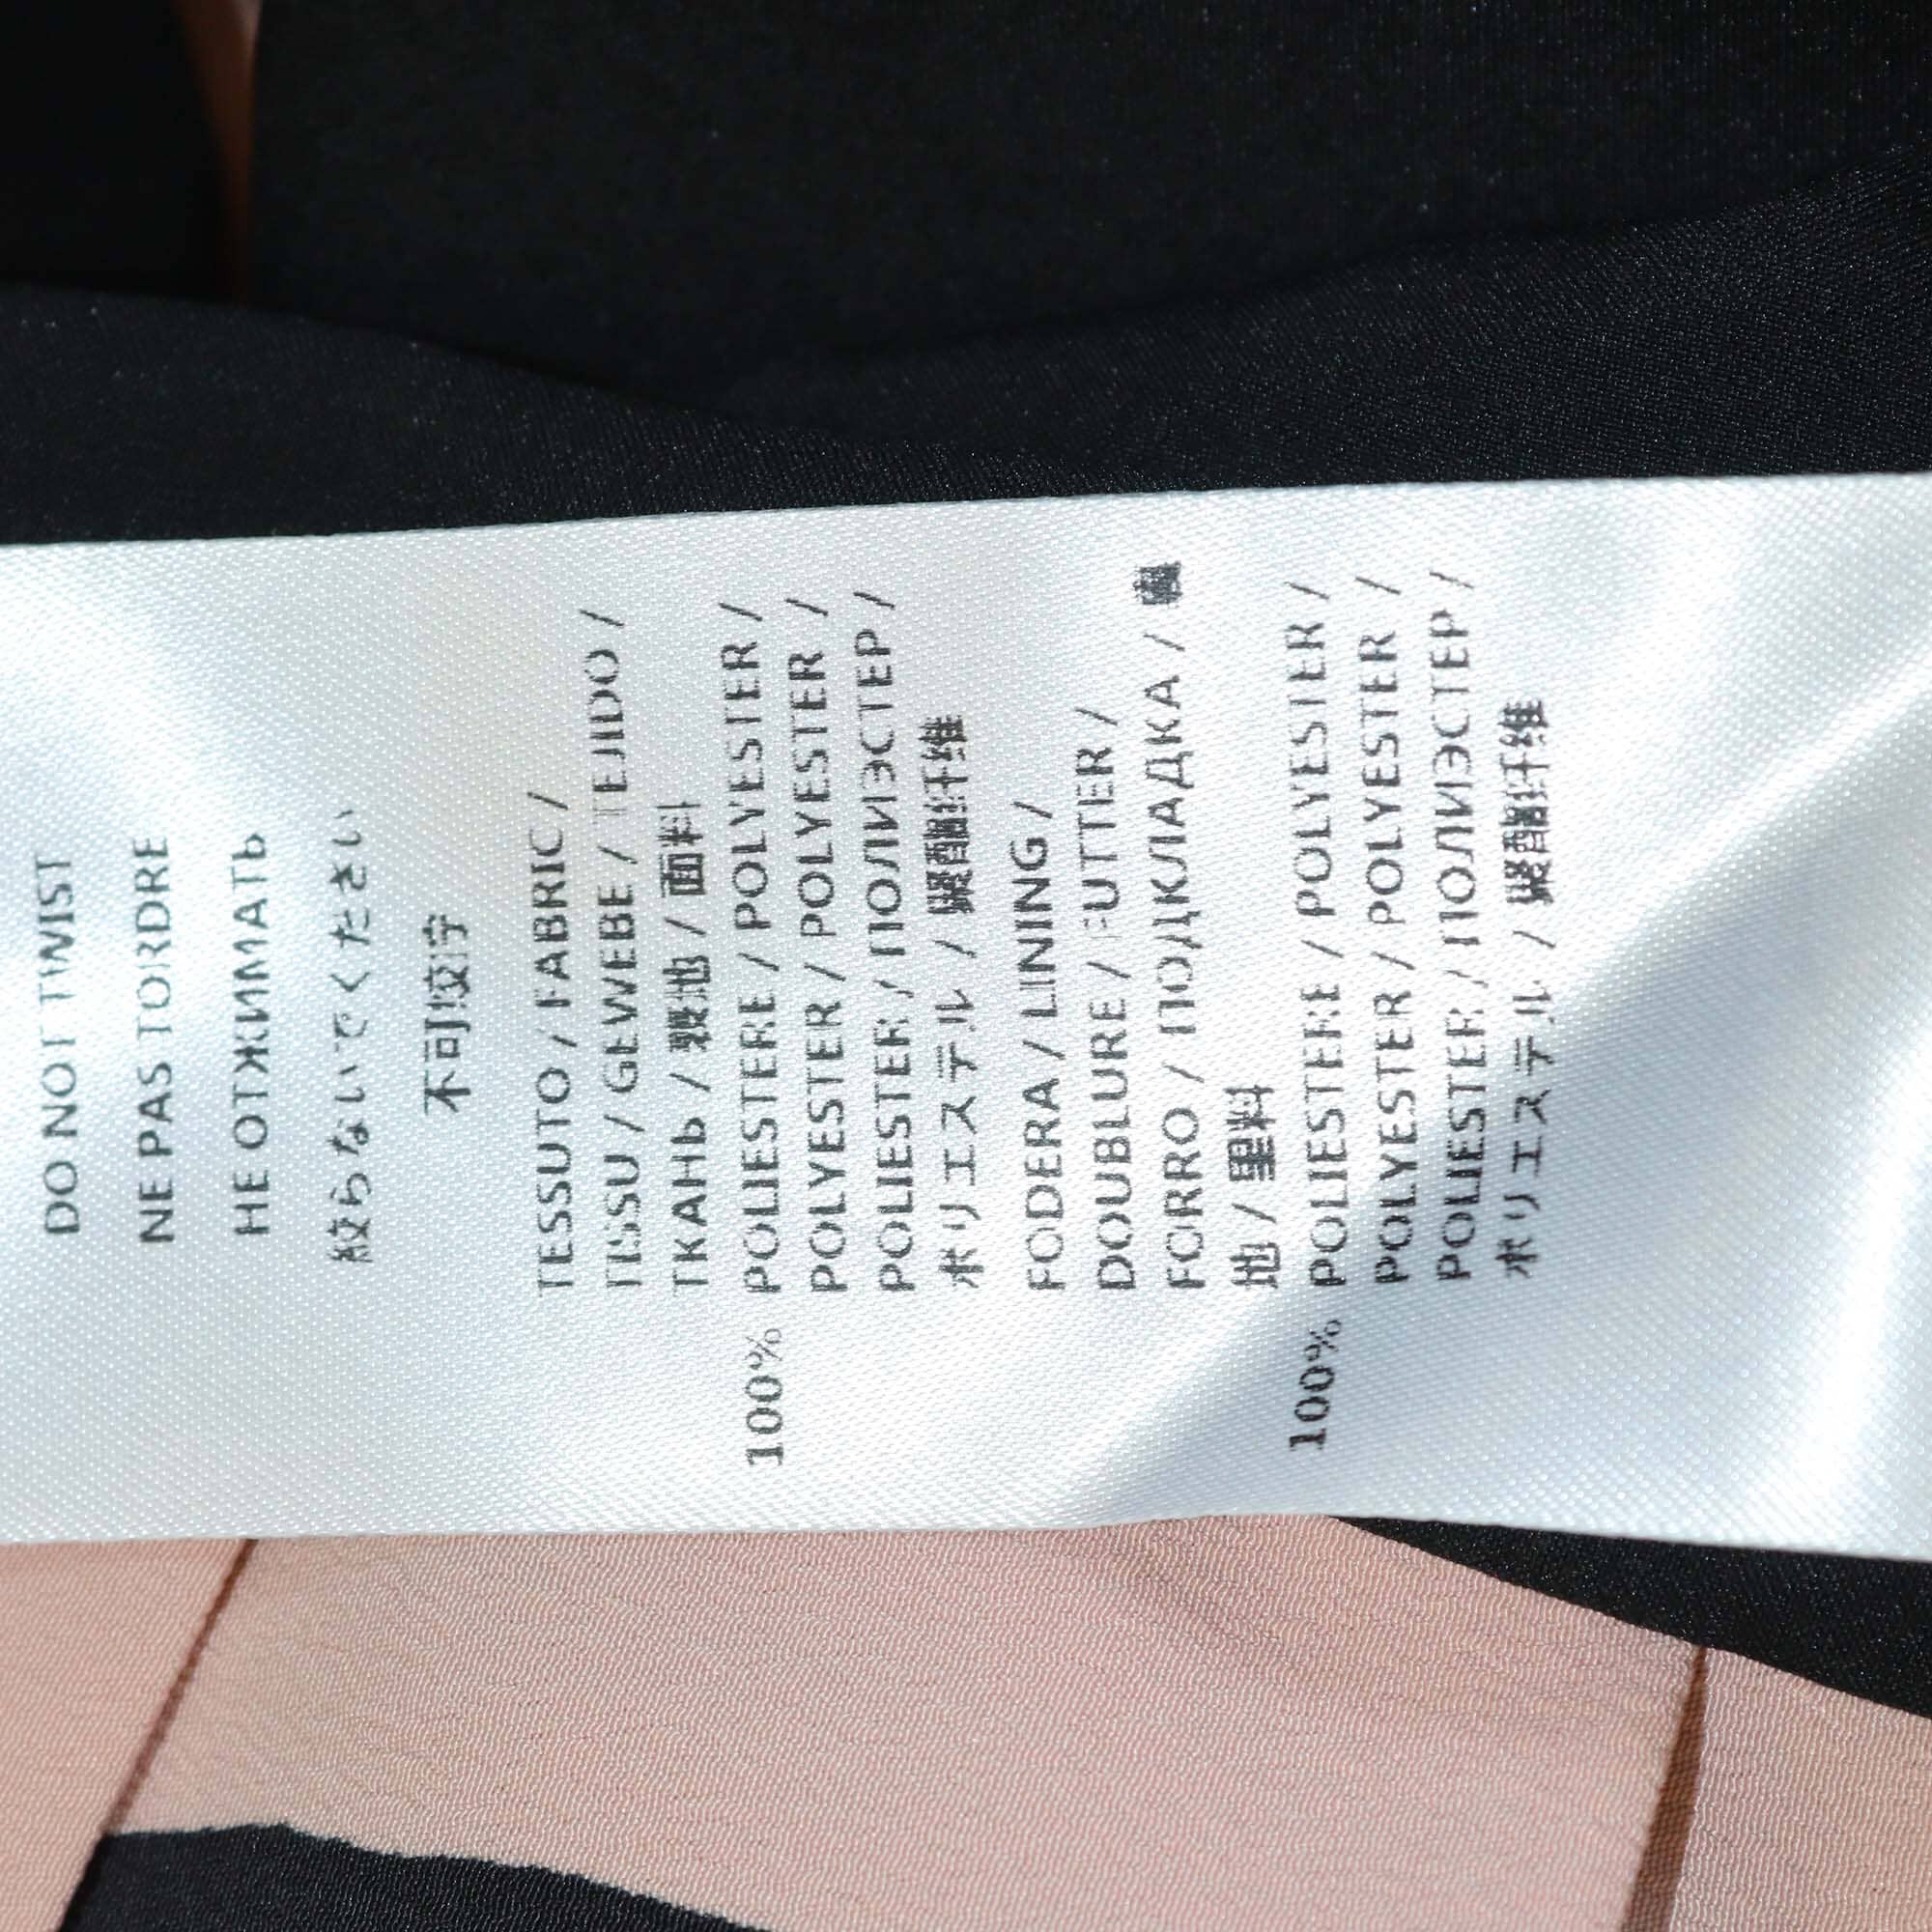 DO NOT TWIST
NE PAS TORDRE
НЕ ОТЖИМАТЬ
絞らないでください
不可拧
TESSUTO / FABRIC /
TISSU / GEWEBE / TEJIDO /
ТКАНЬ / 地 / 面料
100% POLIESTERE / POLYESTER /
POLYESTER / POLYESTER /
POLIESTER / ПОЛИЭСТЕР /
ポリエステル / 聚酯纤维
FODERA / LINING /
DOUBLURE / FUTTER /
FORRO / ПОДКЛАДКА /
地 / 里料
100% POLIESTERE / POLYESTER /
POLYESTER / POLYESTER /
POLIESTER / ПОЛИЭСТЕР /
ポリエステル / 聚酯纤维